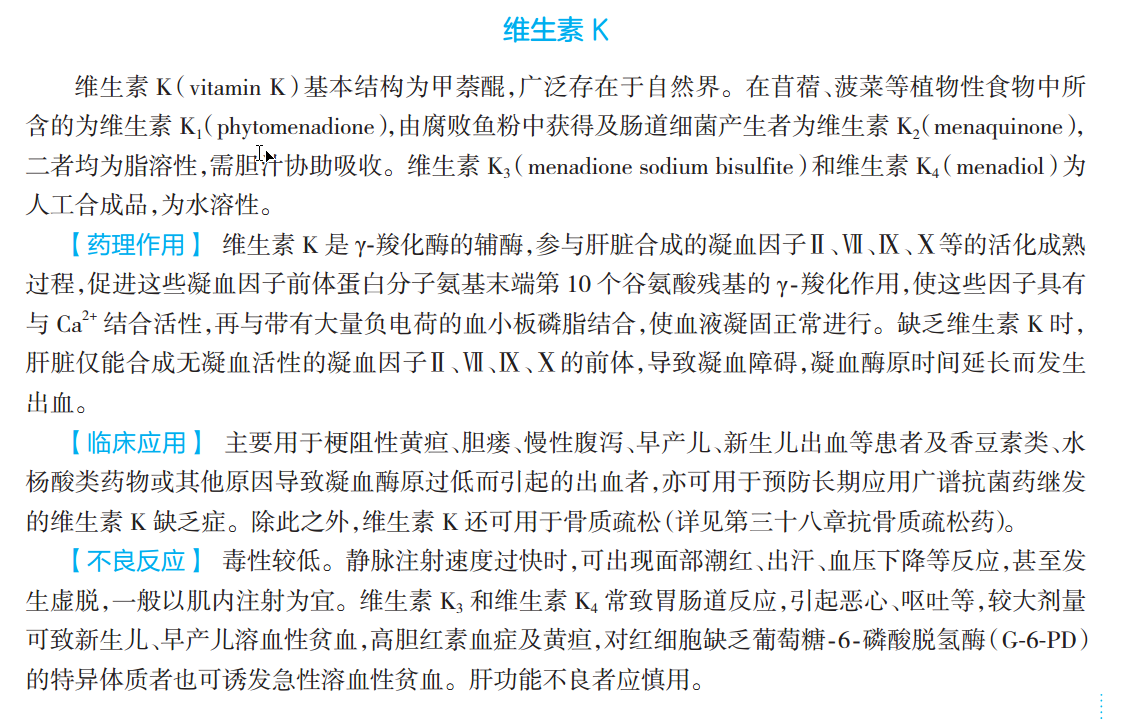 维生素 K
维生素 K（vitamin K）基本结构为甲萘醌，广泛存在于自然界。在苜蓿、菠菜等植物性食物中所
含的为维生素 K₁（phytomenadione），由腐败鱼粉中获得及肠道细菌产生者为维生素 K₂（menaquinone），
二者均为脂溶性，需胆汁协助吸收。维生素 K₃（menadione sodium bisulfite）和维生素 K₄（menadiol）为
人工合成品，为水溶性。
【药理作用】 维生素 K 是 γ-羧化酶的辅酶，参与肝脏合成的凝血因子Ⅱ、Ⅶ、Ⅸ、Ⅹ等的活化成熟
过程，促进这些凝血因子前体蛋白分子氨基末端第 10 个谷氨酸残基的 γ-羧化作用，使这些因子具有
与 Ca²⁺ 结合活性，再与带有大量负电荷的血小板磷脂结合，使血液凝固正常进行。缺乏维生素 K 时，
肝脏仅能合成无凝血活性的凝血因子Ⅱ、Ⅶ、Ⅸ、Ⅹ的前体，导致凝血障碍，凝血酶原时间延长而发生
出血。
【临床应用】 主要用于梗阻性黄疸、胆瘘、慢性腹泻、早产儿、新生儿出血等患者及香豆素类、水
杨酸类药物或其他原因导致凝血酶原过低而引起的出血者，亦可用于预防长期应用广谱抗菌药继发
的维生素 K 缺乏症。除此之外，维生素 K 还可用于骨质疏松（详见第三十八章抗骨质疏松药）。
【不良反应】 毒性较低。静脉注射速度过快时，可出现面部潮红、出汗、血压下降等反应，甚至发
生虚脱，一般以肌内注射为宜。维生素 K₃ 和维生素 K₄ 常致胃肠道反应，引起恶心、呕吐等，较大剂量
可致新生儿、早产儿溶血性贫血，高胆红素血症及黄疸，对红细胞缺乏葡萄糖-6-磷酸脱氢酶（G-6-PD）
的特异体质者也可诱发急性溶血性贫血。肝功能不良者应慎用。